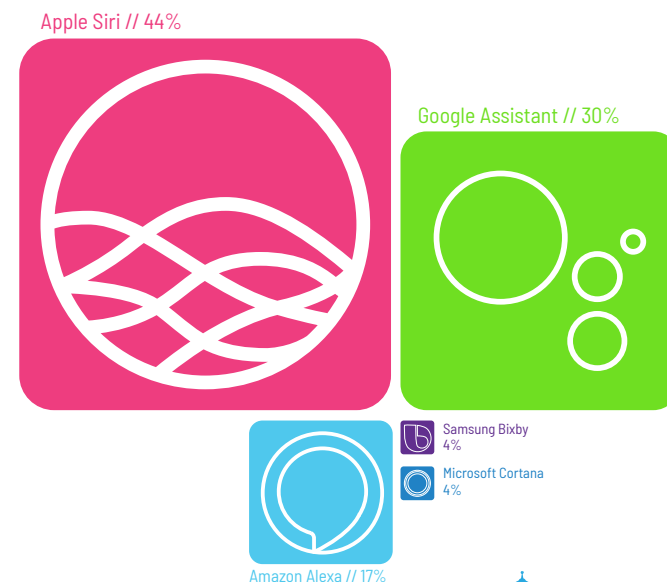 Apple Siri // 44%
Google Assistant // 30%
Samsung Bixby
4%
Microsoft Cortana
4%
Amazon Alexa // 17%